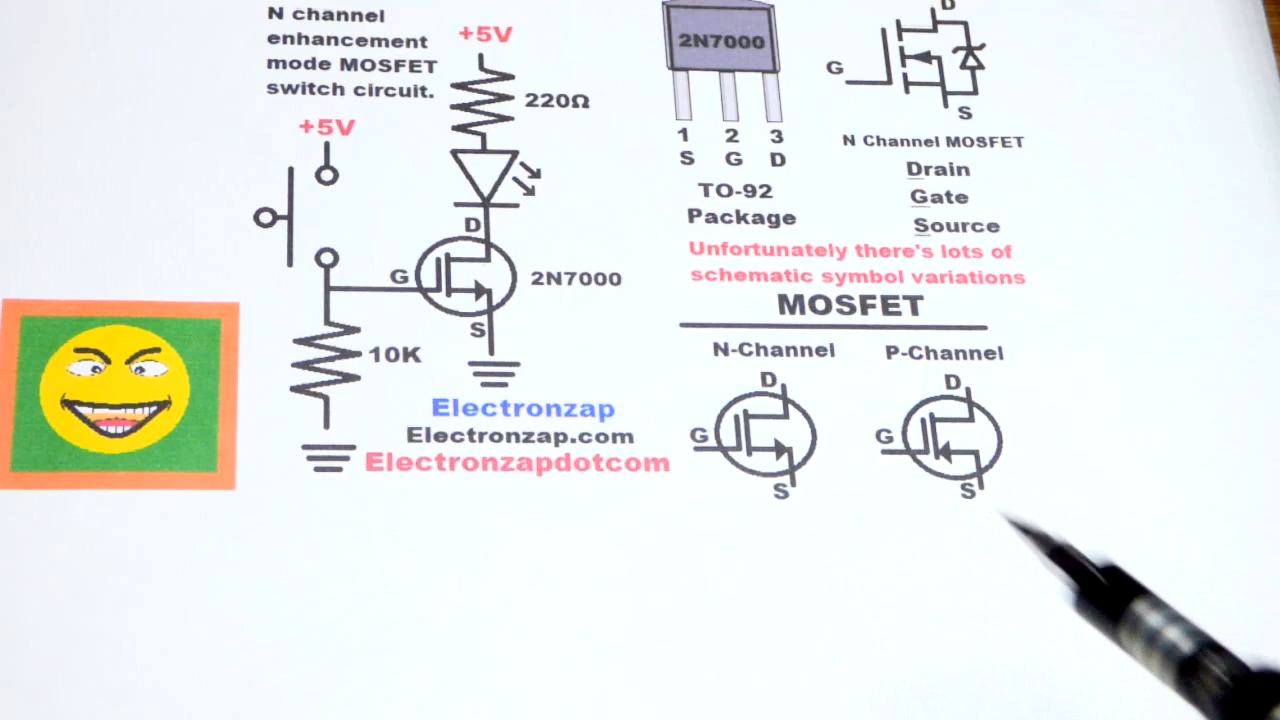 N channel
enhancement
mode MOSFET
switch circuit.
+5V
220Ω
+5V
D
G
2N7000
S
10K
Electronzap
Electronzap.com
Electronzapdotcom
2N7000
1 2 3
S G D
TO-92
Package
D
G
S
N Channel MOSFET
Drain
Gate
Source
Unfortunately there's lots of
schematic symbol variations
MOSFET
N-Channel P-Channel
D D
G G
S S